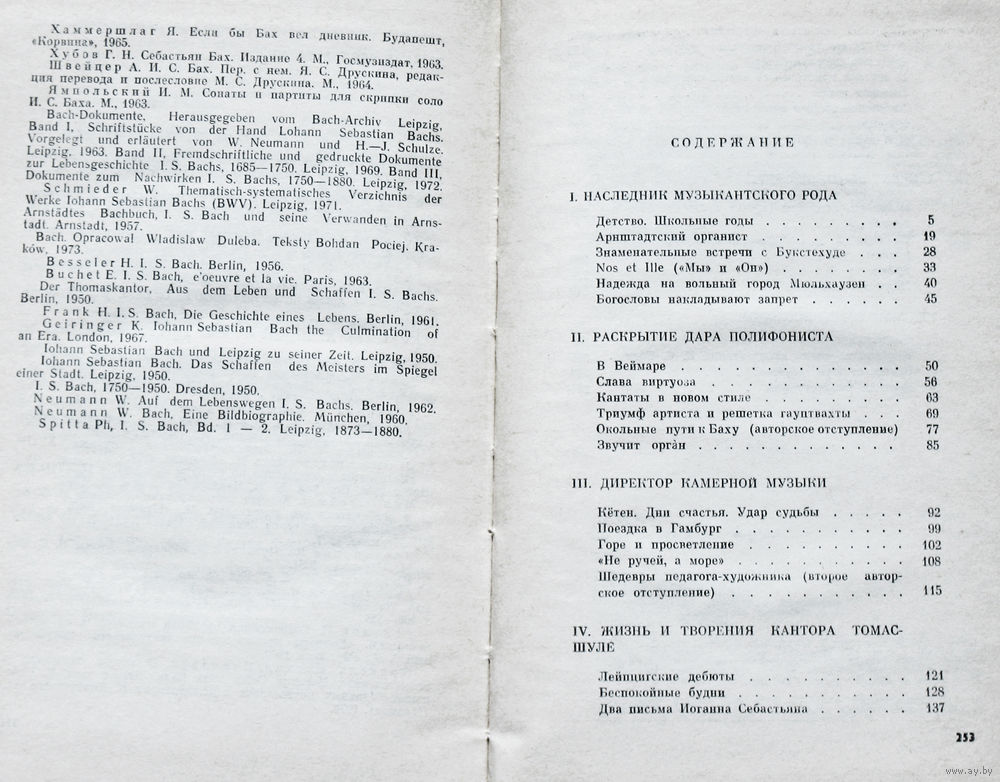 Хаммершлаг Я. Если бы Бах вел дневник. Будапешт,
«Корвина», 1965.
Хубов Г. Н. Себастьян Бах. Издание 4. М., Госмузиздат, 1963.
Швейцер А. И. С. Бах. Пер. с нем. Я. С. Друскина, редак-
ция перевода и послесловие М. С. Друскина. М., 1964.
Ямпольский И. М. Сонаты и партиты для скрипки соло
И. С. Баха. М., 1963.
Bach-Dokumente, Herausgegeben vom Bach-Archiv Leipzig,
Band I, Schriftstücke von der Hand Lohann Sebastian Bachs.
Vorgelegt und erläutert von W. Neumann und H.—J. Schulze.
Leipzig, 1963. Band II, Fremdschriftliche und gedruckte Dokumente
zur Lebensgeschichte I. S. Bachs, 1685—1750. Leipzig, 1969. Band III,
Dokumente zum Nachwirken I. S. Bachs, 1750—1880. Leipzig, 1972.
Schmieder W. Thematisch-systematisches Verzeichnis der
Werke Iohann Sebastian Bachs (BWV). Leipzig, 1971.
Arnstädtes Bachbuch, I. S. Bach und seine Verwanden in Arns-
tadt. Arnstadt, 1957.
Bach. Opracował Wladislaw Duleba. Teksty Bohdan Pociej. Kra-
ków, 1973.
Besseler H. I. S. Bach. Berlin, 1956.
Buchet E. I. S. Bach, e'oeuvre et la vie. Paris, 1963.
Der Thomaskantor, Aus dem Leben und Schaffen I. S. Bachs.
Berlin, 1950.
Frank H. I. S. Bach, Die Geschichte eines Lebens. Berlin, 1961.
Geiringer K. Iohann Sebastian Bach the Culmination of
an Era. London, 1967.
Iohann Sebastian Bach und Leipzig zu seiner Zeit. Leipzig, 1950.
Iohann Sebastian Bach. Das Schaffen des Meisters im Spiegel
einer Stadt. Leipzig, 1950.
I. S. Bach, 1750—1950. Dresden, 1950.
Neumann W. Auf dem Lebenswegen I. S. Bachs. Berlin, 1962.
Neumann W. Bach, Eine Bildbiographie. München, 1960.
Spitta Ph, I. S. Bach, Bd. 1 — 2. Leipzig, 1873—1880.
СОДЕРЖАНИЕ
I. НАСЛЕДНИК МУЗЫКАНТСКОГО РОДА
Детство. Школьные годы . . . . . . . . . 5
Арнштадтский органист . . . . . . . . . 19
Знаменательные встречи с Букстехуде . . . 28
Nos et Ille («Мы» и «Он») . . . . . . . . 33
Надежда на вольный город Мюльхаузен . . 40
Богословы накладывают запрет . . . . . . 45
II. РАСКРЫТИЕ ДАРА ПОЛИФОНИСТА
В Веймаре . . . . . . . . . . . . . 50
Слава виртуоза . . . . . . . . . . . 56
Кантаты в новом стиле . . . . . . . . . 63
Триумф артиста и решетка гауптвахты . . . 69
Окольные пути к Баху (авторское отступление) 77
Звучит орган . . . . . . . . . . . . 85
III. ДИРЕКТОР КАМЕРНОЙ МУЗЫКИ
Кётен. Дни счастья. Удар судьбы . . . . . 92
Поездка в Гамбург . . . . . . . . . . 99
Горе и просветление . . . . . . . . . . 102
«Не ручей, а море» . . . . . . . . . . 108
Шедевры педагога-художника (второе автор-
ское отступление) . . . . . . . . . . . 115
IV. ЖИЗНЬ И ТВОРЕНИЯ КАНТОРА ТОМАС-
ШУЛЕ
Лейпцигские дебюты . . . . . . . . . . 121
Беспокойные будни . . . . . . . . . . 128
Два письма Иоганна Себастьяна . . . . . . 137
253
www.ay.by